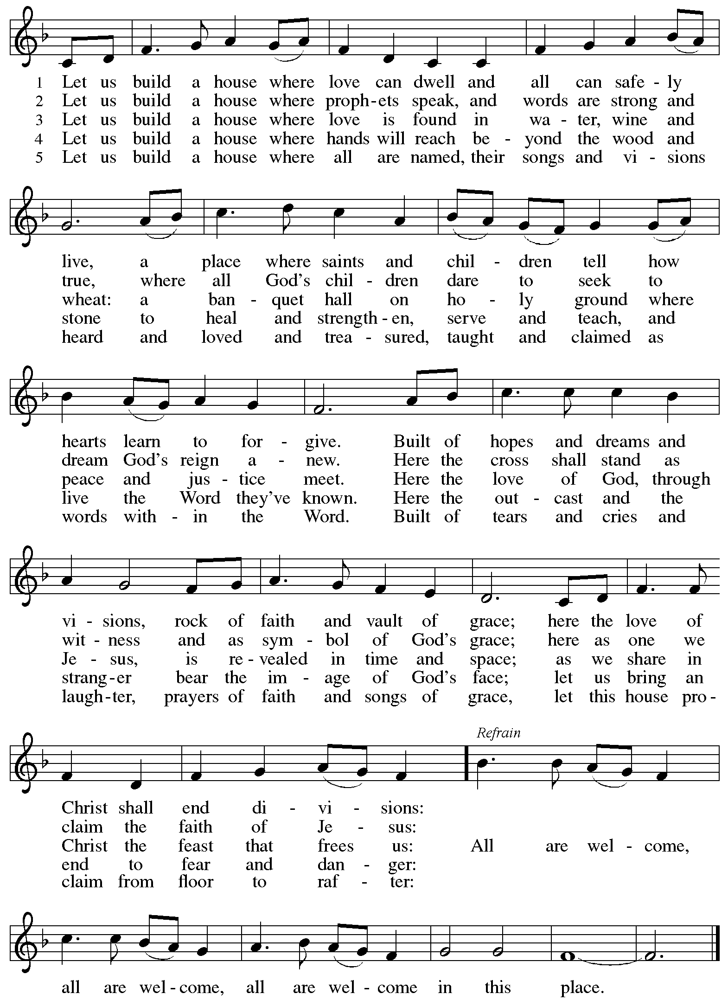 1 Let us build a house where love can dwell and all can safe - ly
2 Let us build a house where proph - ets speak, and words are strong and
3 Let us build a house where love is found in wa - ter, wine and
4 Let us build a house where hands will reach be - yond the wood and
5 Let us build a house where all are named, their songs and vi - sions
live, a place where saints and chil - dren tell how
true, where all God's chil - dren dare to seek to
wheat: a ban - quet hall on ho - ly ground where
stone to heal and strength - en, serve and teach, and
heard and loved and trea - sured, taught and claimed as
hearts learn to for - give. Built of hopes and dreams and
dream God's reign a - new. Here the cross shall stand as
peace and jus - tice meet. Here the love of God, through
live the Word they've known. Here the out - cast and the
words with - in the Word. Built of tears and cries and
vi - sions, rock of faith and vault of grace; here the love of
wit - ness and as sym - bol of God's grace; here as one we
Je - sus, is re - vealed in time and space; as we share in
strang - er bear the im - age of God's face; let us bring an
laugh - ter, prayers of faith and songs of grace, let this house pro -
Refrain
Christ shall end di - vi - sions:
claim the faith of Je - sus:
Christ the feast that frees us: All are wel - come,
end to fear and dan - ger:
claim from floor to raf - ter:
all are wel - come, all are wel - come in this place.